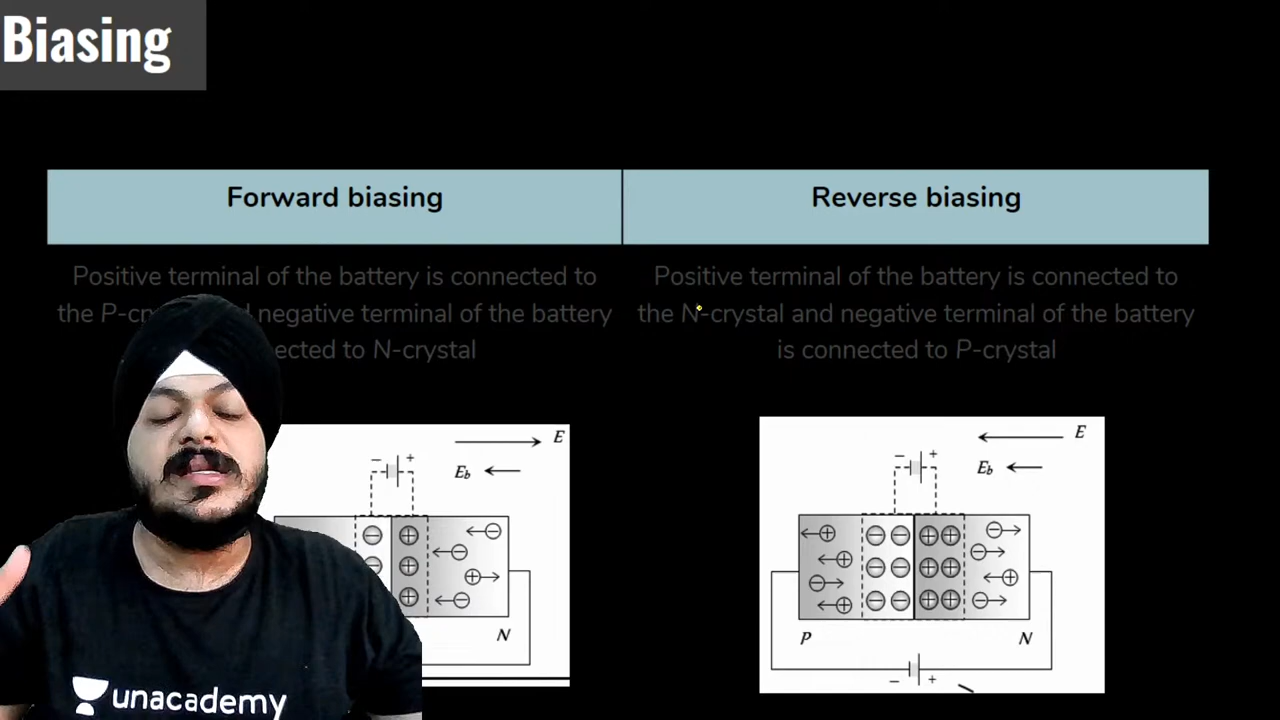 Biasing
Forward biasing
Reverse biasing
Positive terminal of the battery is connected to
the P-cr negative terminal of the battery
ected to N-crystal
Positive terminal of the battery is connected to
the N-crystal and negative terminal of the battery
is connected to P-crystal
E
− +
Eb
N
E
− +
Eb
P
N
− +
unacademy